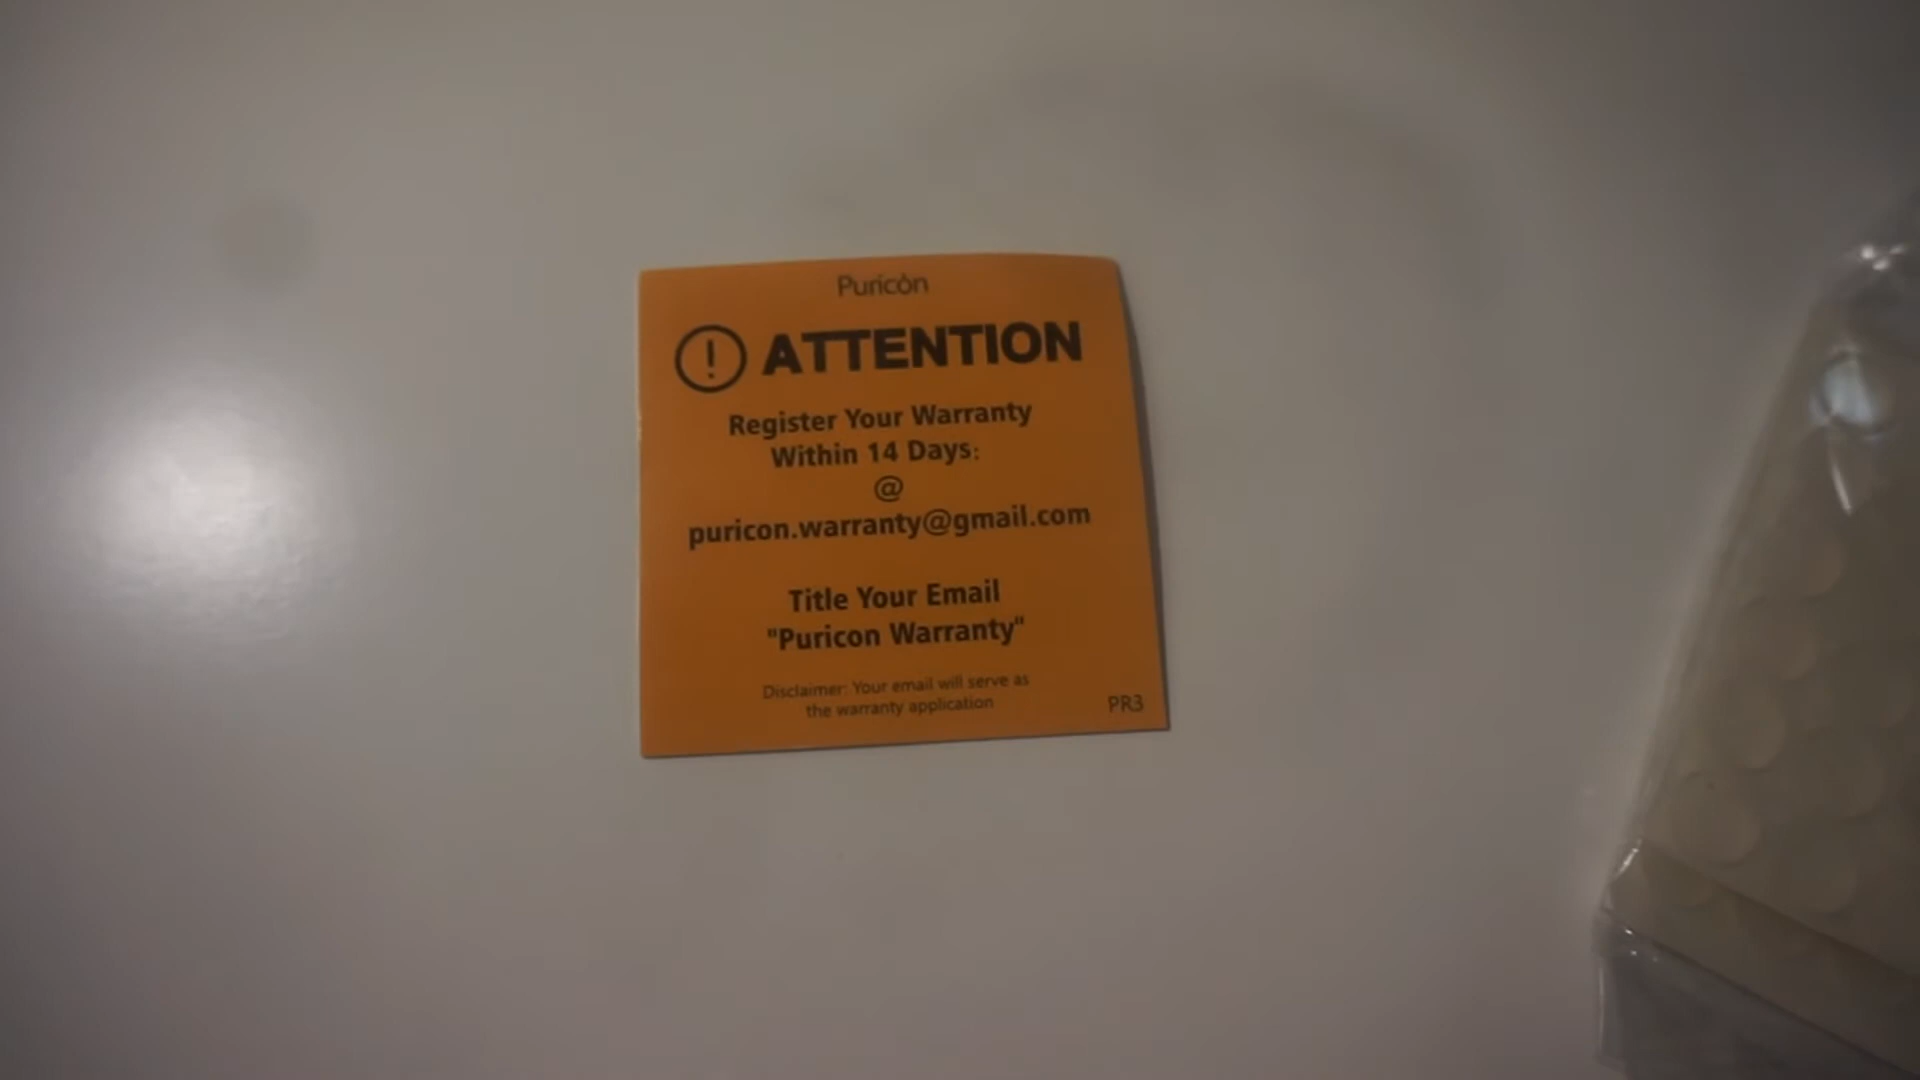 Puricòn
! ATTENTION
Register Your Warranty
Within 14 Days:
@
puricon.warranty@gmail.com
Title Your Email
"Puricon Warranty"
Disclaimer: Your email will serve as
the warranty application
PR3